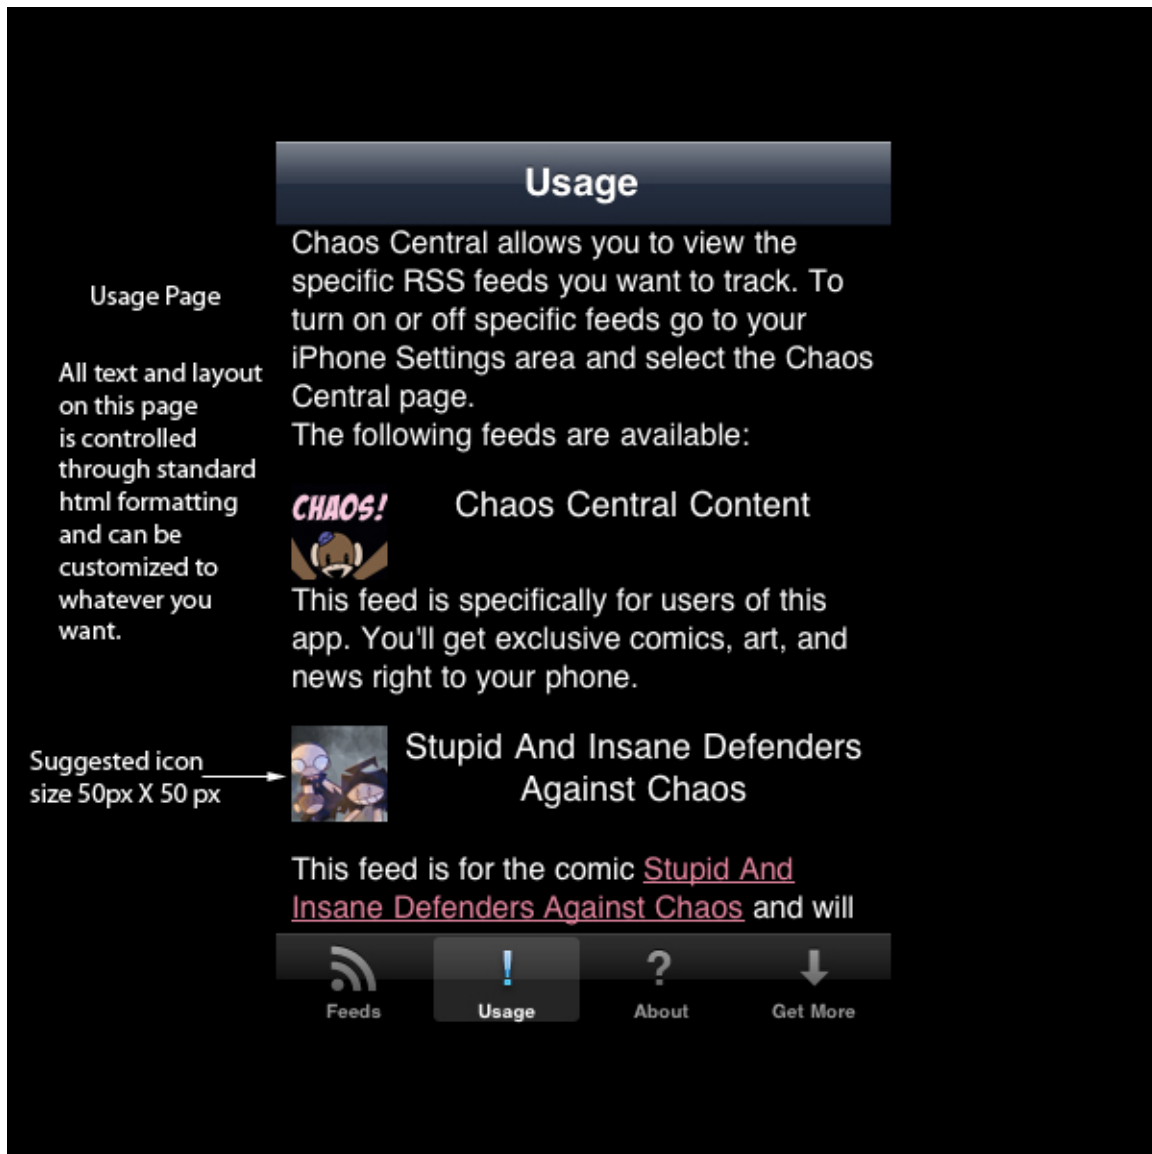 Usage
Usage Page
All text and layout
on this page
is controlled
through standard
html formatting
and can be
customized to
whatever you
want.
Suggested icon
size 50px X 50 px
Chaos Central allows you to view the
specific RSS feeds you want to track. To
turn on or off specific feeds go to your
iPhone Settings area and select the Chaos
Central page.
The following feeds are available:
CHAOS!
Chaos Central Content
This feed is specifically for users of this
app. You'll get exclusive comics, art, and
news right to your phone.
Stupid And Insane Defenders
Against Chaos
This feed is for the comic Stupid And
Insane Defenders Against Chaos and will
Feeds
Usage
About
Get More